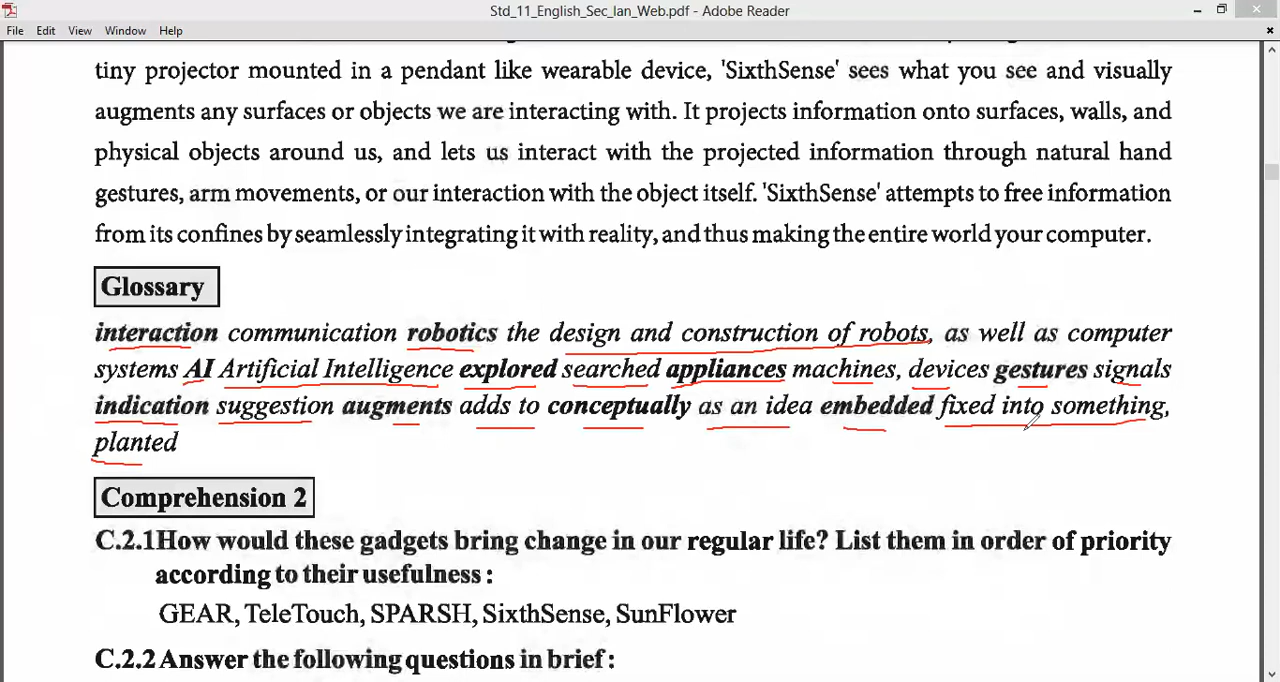 Std_11_English_Sec_lan_Web.pdf - Adobe Reader
File Edit View Window Help
tiny projector mounted in a pendant like wearable device, 'SixthSense' sees what you see and visually
augments any surfaces or objects we are interacting with. It projects information onto surfaces, walls, and
physical objects around us, and lets us interact with the projected information through natural hand
gestures, arm movements, or our interaction with the object itself. 'SixthSense' attempts to free information
from its confines by seamlessly integrating it with reality, and thus making the entire world your computer.
Glossary
interaction communication robotics the design and construction of robots, as well as computer
systems AI Artificial Intelligence explored searched appliances machines, devices gestures signals
indication suggestion augments adds to conceptually as an idea embedded fixed into something,
planted
Comprehension 2
C.2.1How would these gadgets bring change in our regular life? List them in order of priority
according to their usefulness :
GEAR, TeleTouch, SPARSH, SixthSense, SunFlower
C.2.2 Answer the following questions in brief :